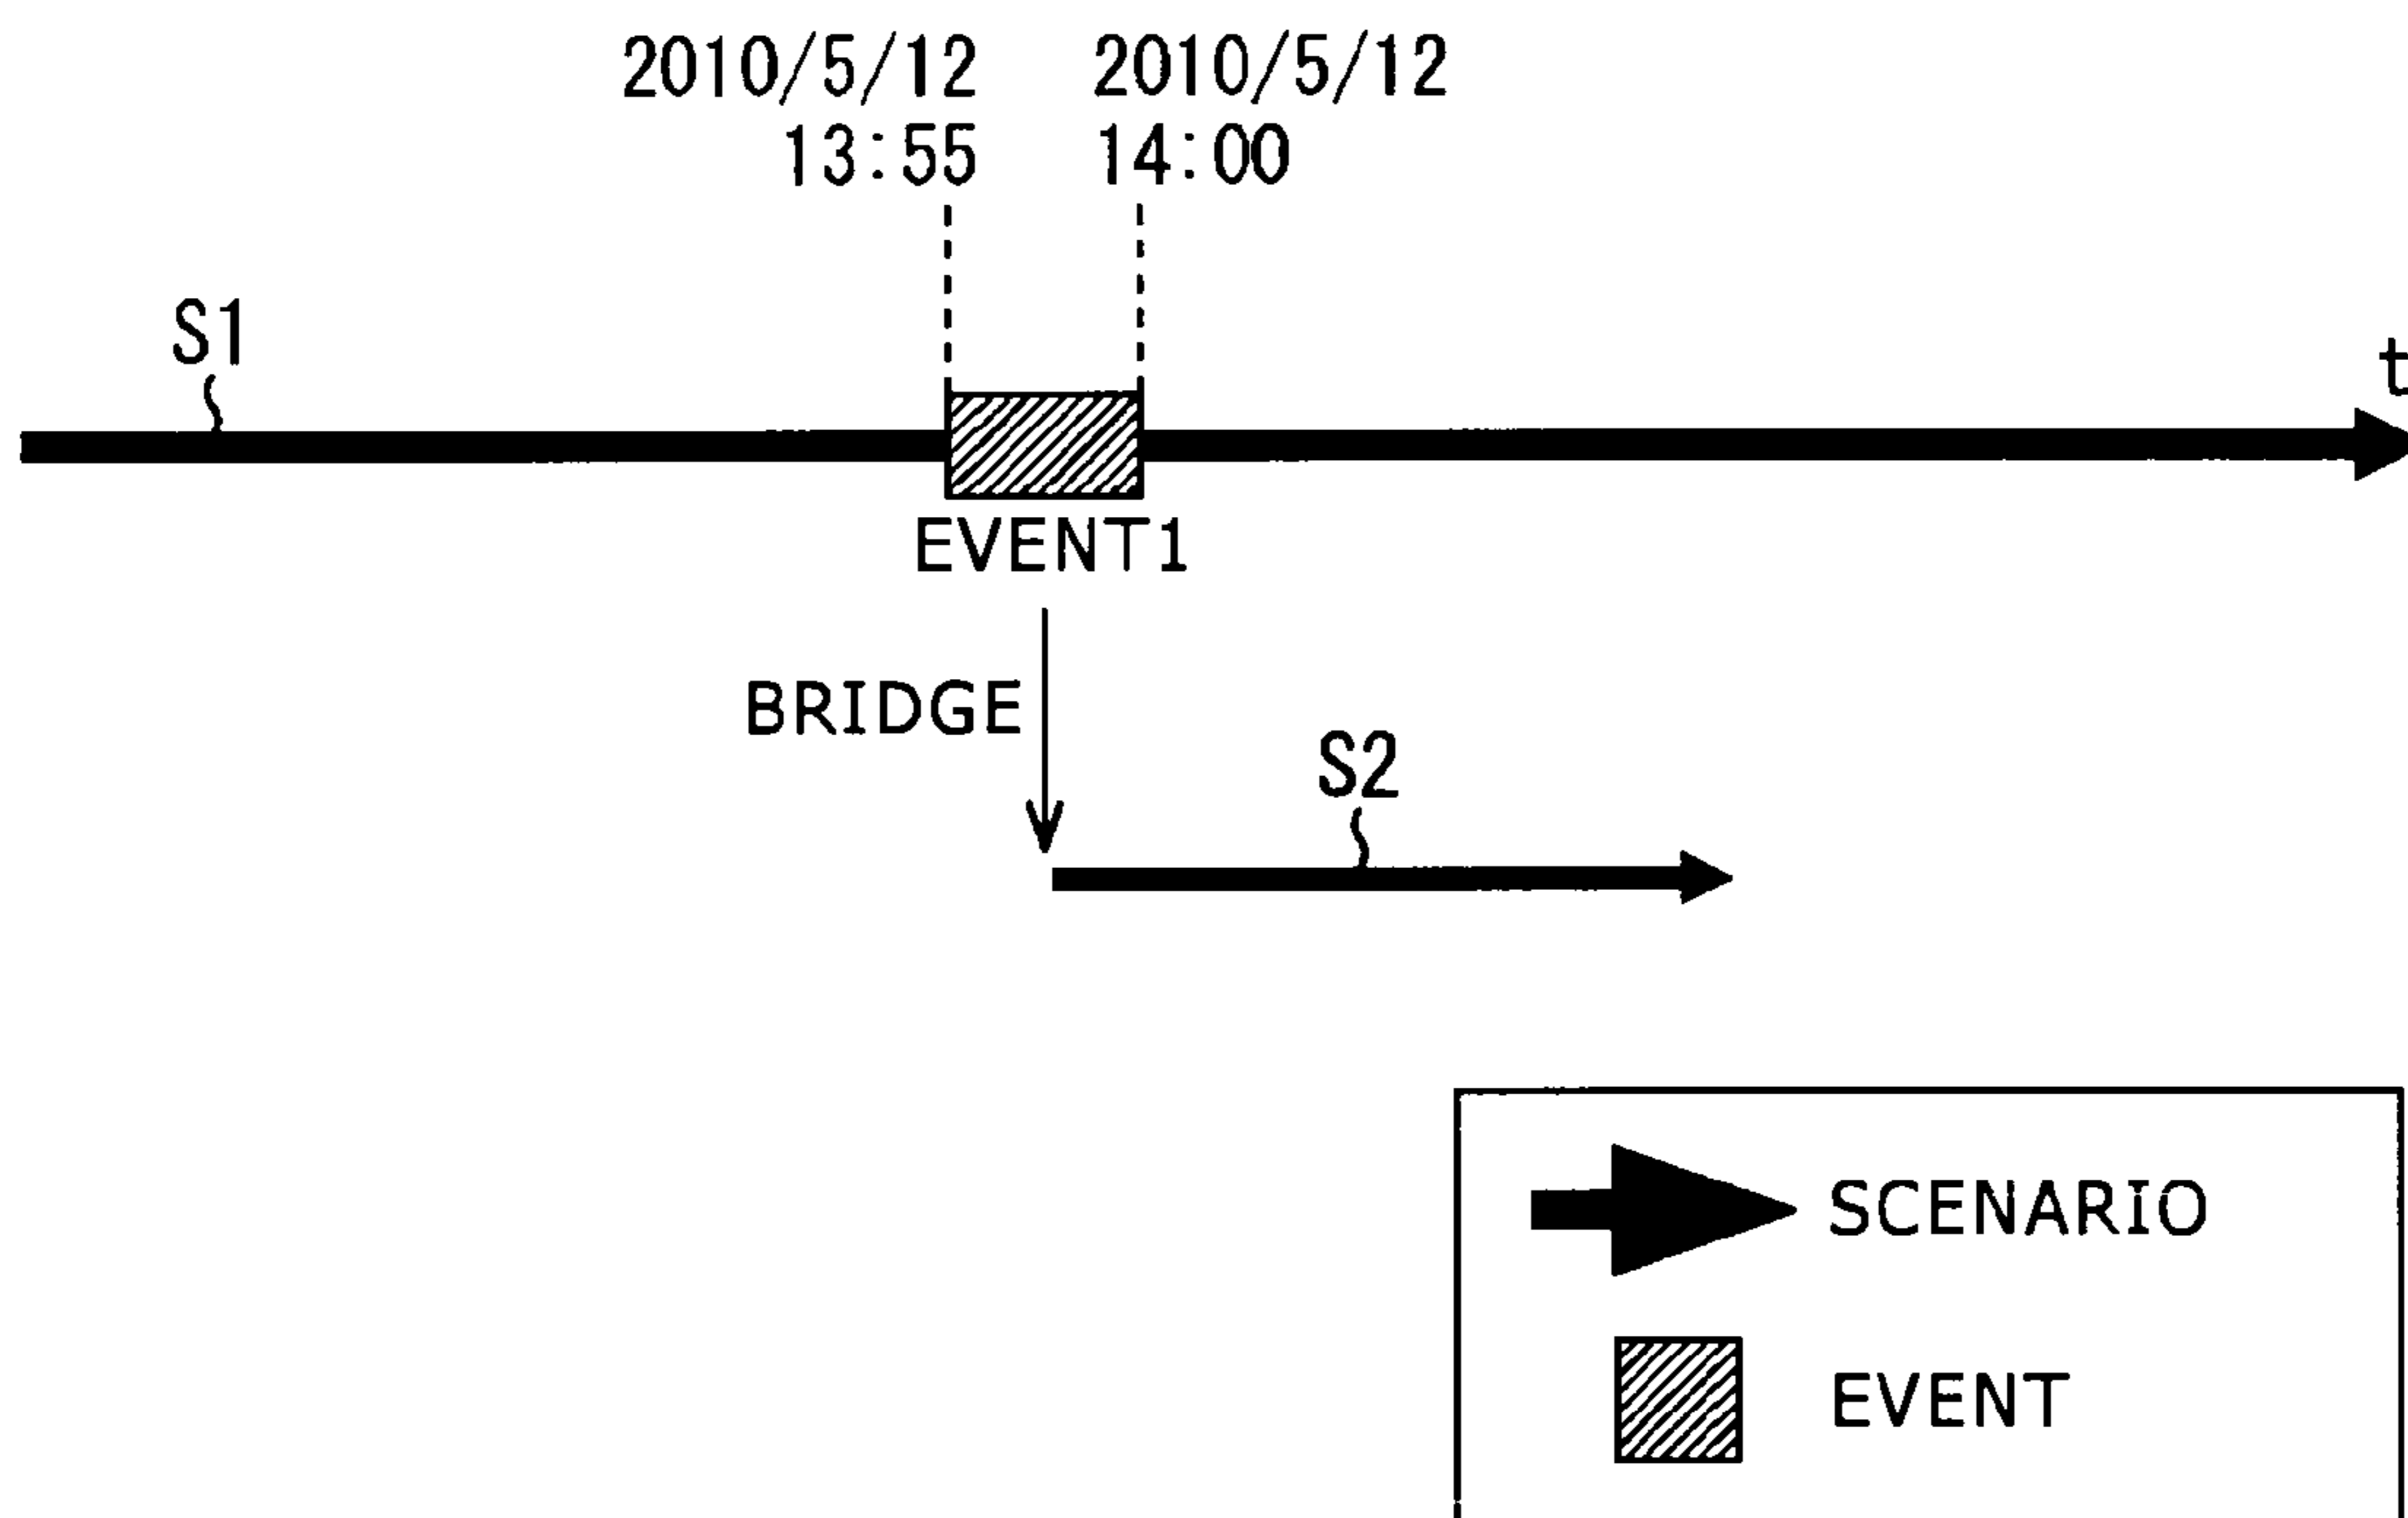 2010/5/12 2010/5/12
13:55 14:00
S1
t
EVENT1
BRIDGE
S2
SCENARIO
EVENT